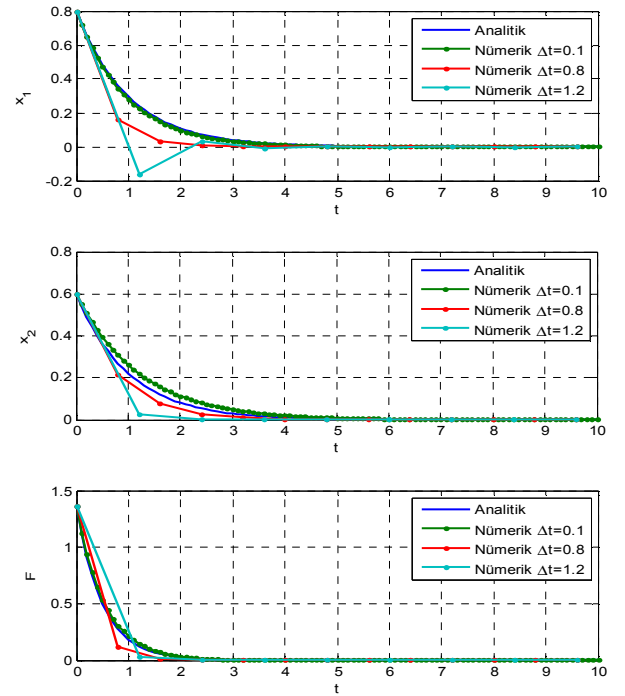 0.8
0.6
0.4
0.2
0
-0.2
x1
0 1 2 3 4 5 6 7 8 9 10
t
Analitik
Nümerik Δt=0.1
Nümerik Δt=0.8
Nümerik Δt=1.2
0.8
0.6
0.4
0.2
0
x2
0 1 2 3 4 5 6 7 8 9 10
t
Analitik
Nümerik Δt=0.1
Nümerik Δt=0.8
Nümerik Δt=1.2
1.5
1
0.5
0
F
0 1 2 3 4 5 6 7 8 9 10
t
Analitik
Nümerik Δt=0.1
Nümerik Δt=0.8
Nümerik Δt=1.2